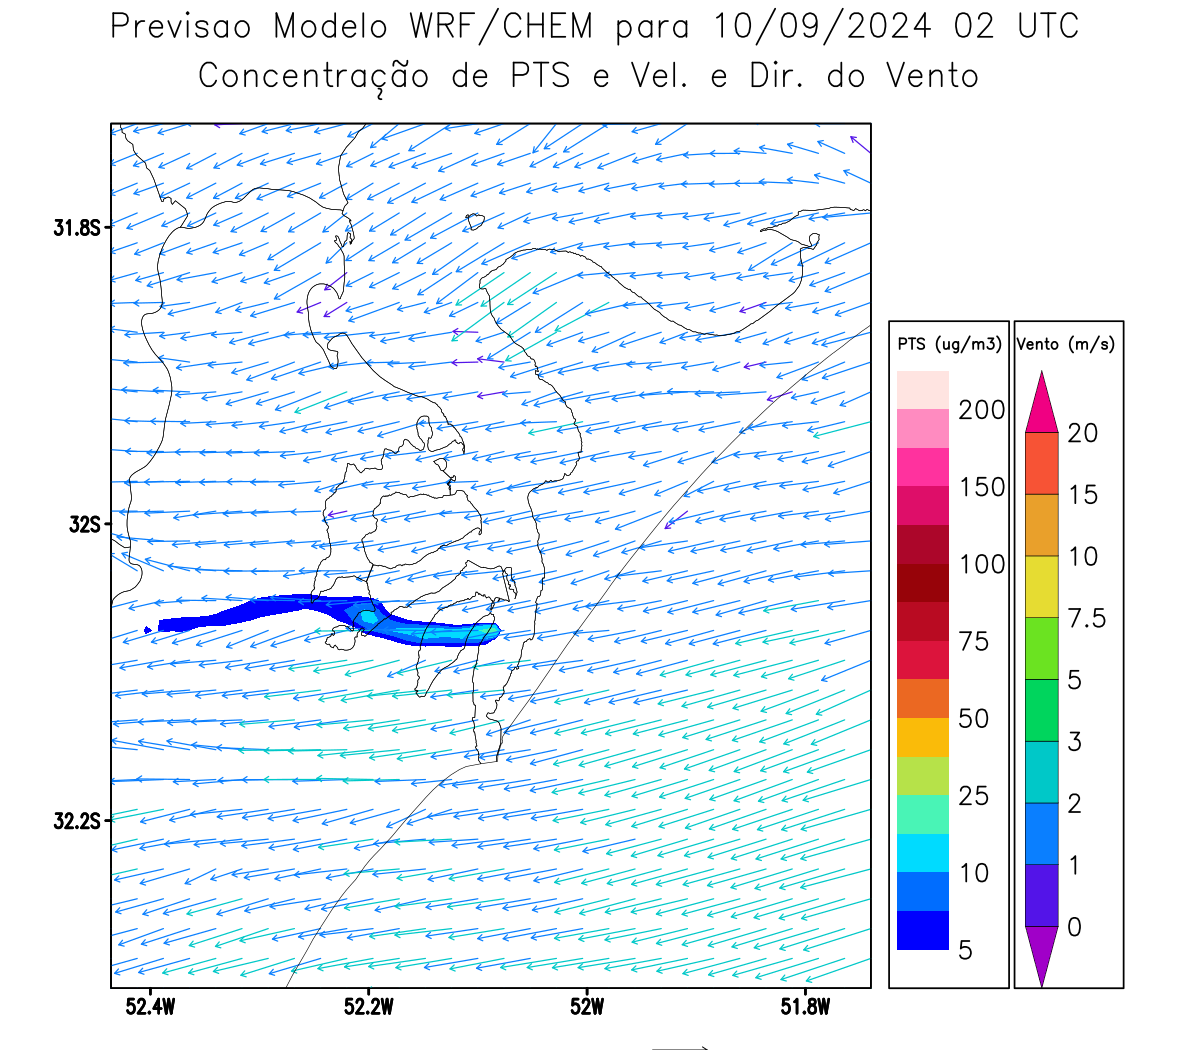 Previsao Modelo WRF/CHEM para 10/09/2024 02 UTC
Concentração de PTS e Vel. e Dir. do Vento
31.8S
32S
32.2S
52.4W
52.2W
52W
51.8W
PTS (ug/m3)
200
150
100
75
50
25
10
5
Vento (m/s)
20
15
10
7.5
5
3
2
1
0